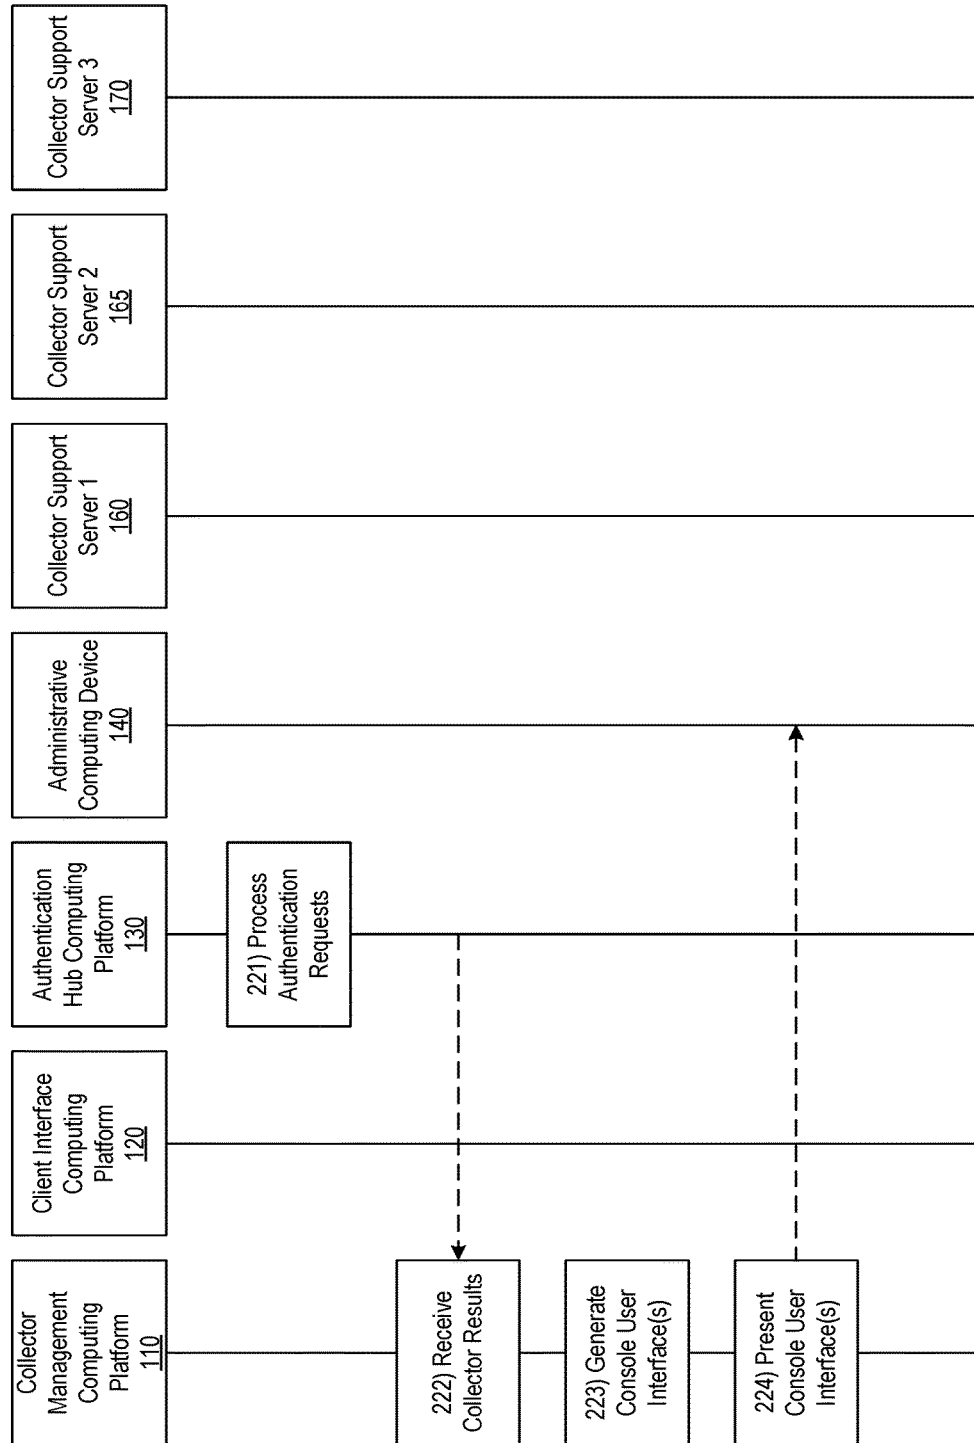 Collector
Management
Computing
Platform
110
Client Interface
Computing
Platform
120
Authentication
Hub Computing
Platform
130
Administrative
Computing Device
140
Collector Support
Server 1
160
Collector Support
Server 2
165
Collector Support
Server 3
170
221) Process
Authentication
Requests
222) Receive
Collector Results
223) Generate
Console User
Interface(s)
224) Present
Console User
Interface(s)